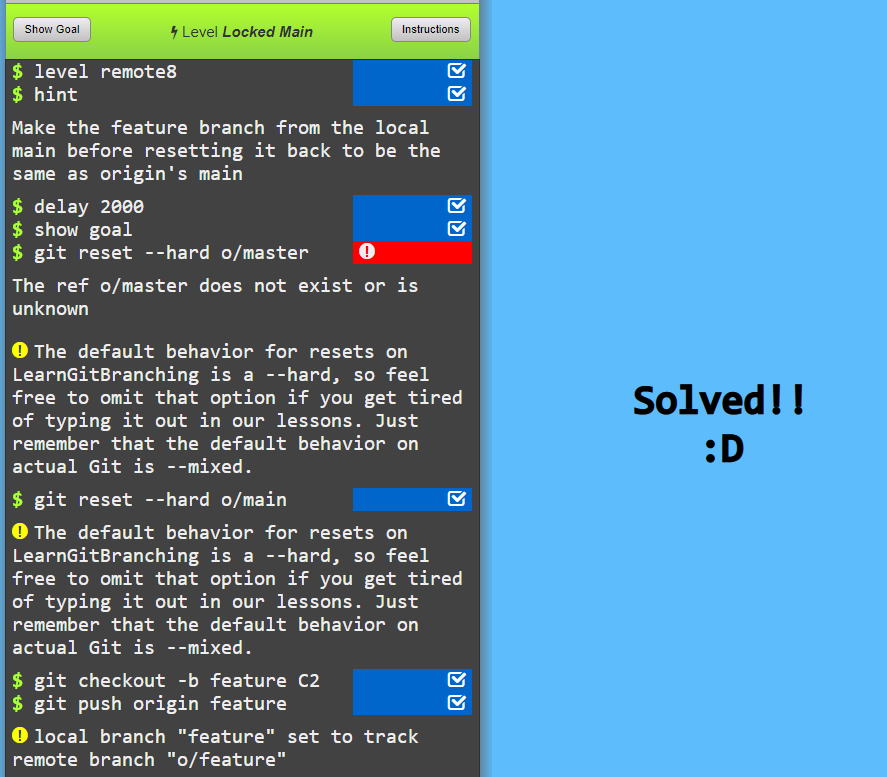 Show Goal
Level Locked Main
Instructions
$ level remote8
$ hint
Make the feature branch from the local
main before resetting it back to be the
same as origin's main
$ delay 2000
$ show goal
$ git reset --hard o/master
The ref o/master does not exist or is
unknown
The default behavior for resets on
LearnGitBranching is a --hard, so feel
free to omit that option if you get tired
of typing it out in our lessons. Just
remember that the default behavior on
actual Git is --mixed.
$ git reset --hard o/main
The default behavior for resets on
LearnGitBranching is a --hard, so feel
free to omit that option if you get tired
of typing it out in our lessons. Just
remember that the default behavior on
actual Git is --mixed.
$ git checkout -b feature C2
$ git push origin feature
local branch "feature" set to track
remote branch "o/feature"
Solved!!
:D